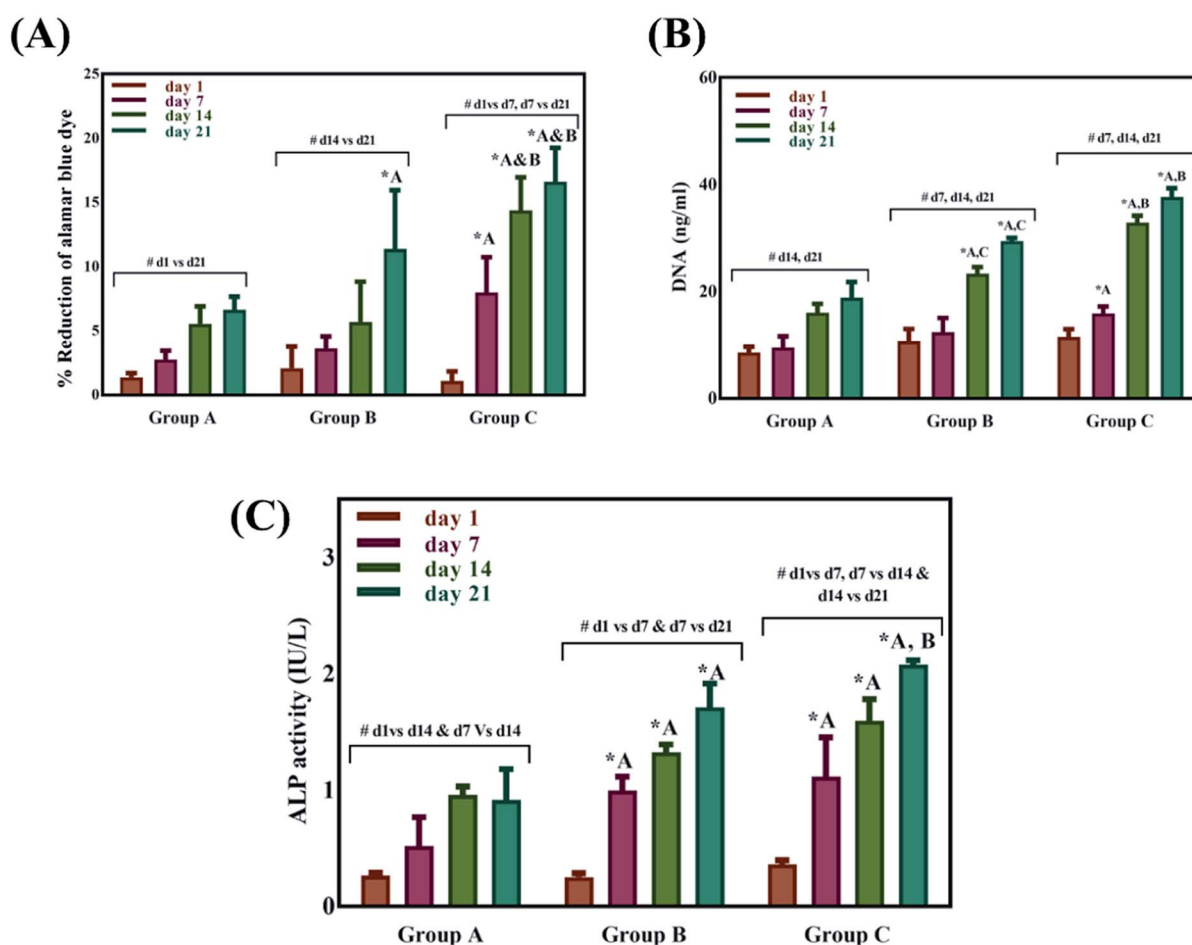 (A)
% Reduction of alamar blue dye
25
20
15
10
5
0
day 1
day 7
day 14
day 21
# d1 vs d21
# d14 vs d21
*A
# d1vs d7, d7 vs d21
*A
*A&B
*A&B
Group A
Group B
Group C
(B)
DNA (ng/ml)
60
40
20
0
day 1
day 7
day 14
day 21
# d14, d21
# d7, d14, d21
*A,C
*A,C
# d7, d14, d21
*A
*A,B
*A,B
Group A
Group B
Group C
(C)
ALP activity (IU/L)
3
2
1
0
day 1
day 7
day 14
day 21
# d1vs d14 & d7 Vs d14
# d1 vs d7 & d7 vs d21
*A
*A
*A
# d1vs d7, d7 vs d14 &
d14 vs d21
*A
*A
*A, B
Group A
Group B
Group C